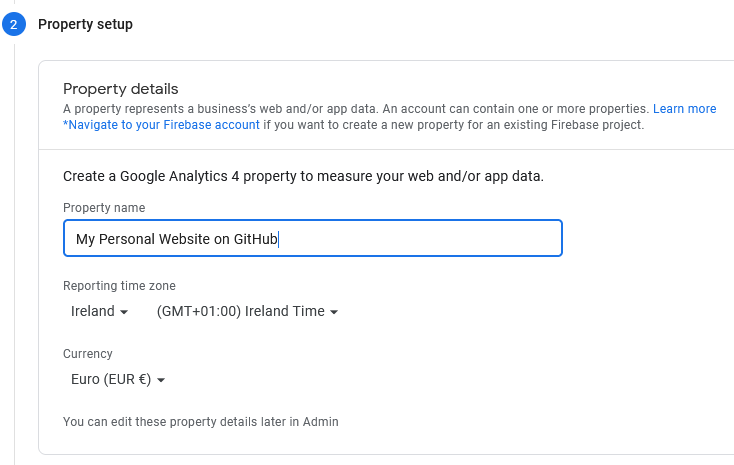 2 Property setup
Property details
A property represents a business's web and/or app data. An account can contain one or more properties. Learn more
*Navigate to your Firebase account if you want to create a new property for an existing Firebase project.
Create a Google Analytics 4 property to measure your web and/or app data.
Property name
My Personal Website on GitHub
Reporting time zone
Ireland (GMT+01:00) Ireland Time
Currency
Euro (EUR €)
You can edit these property details later in Admin